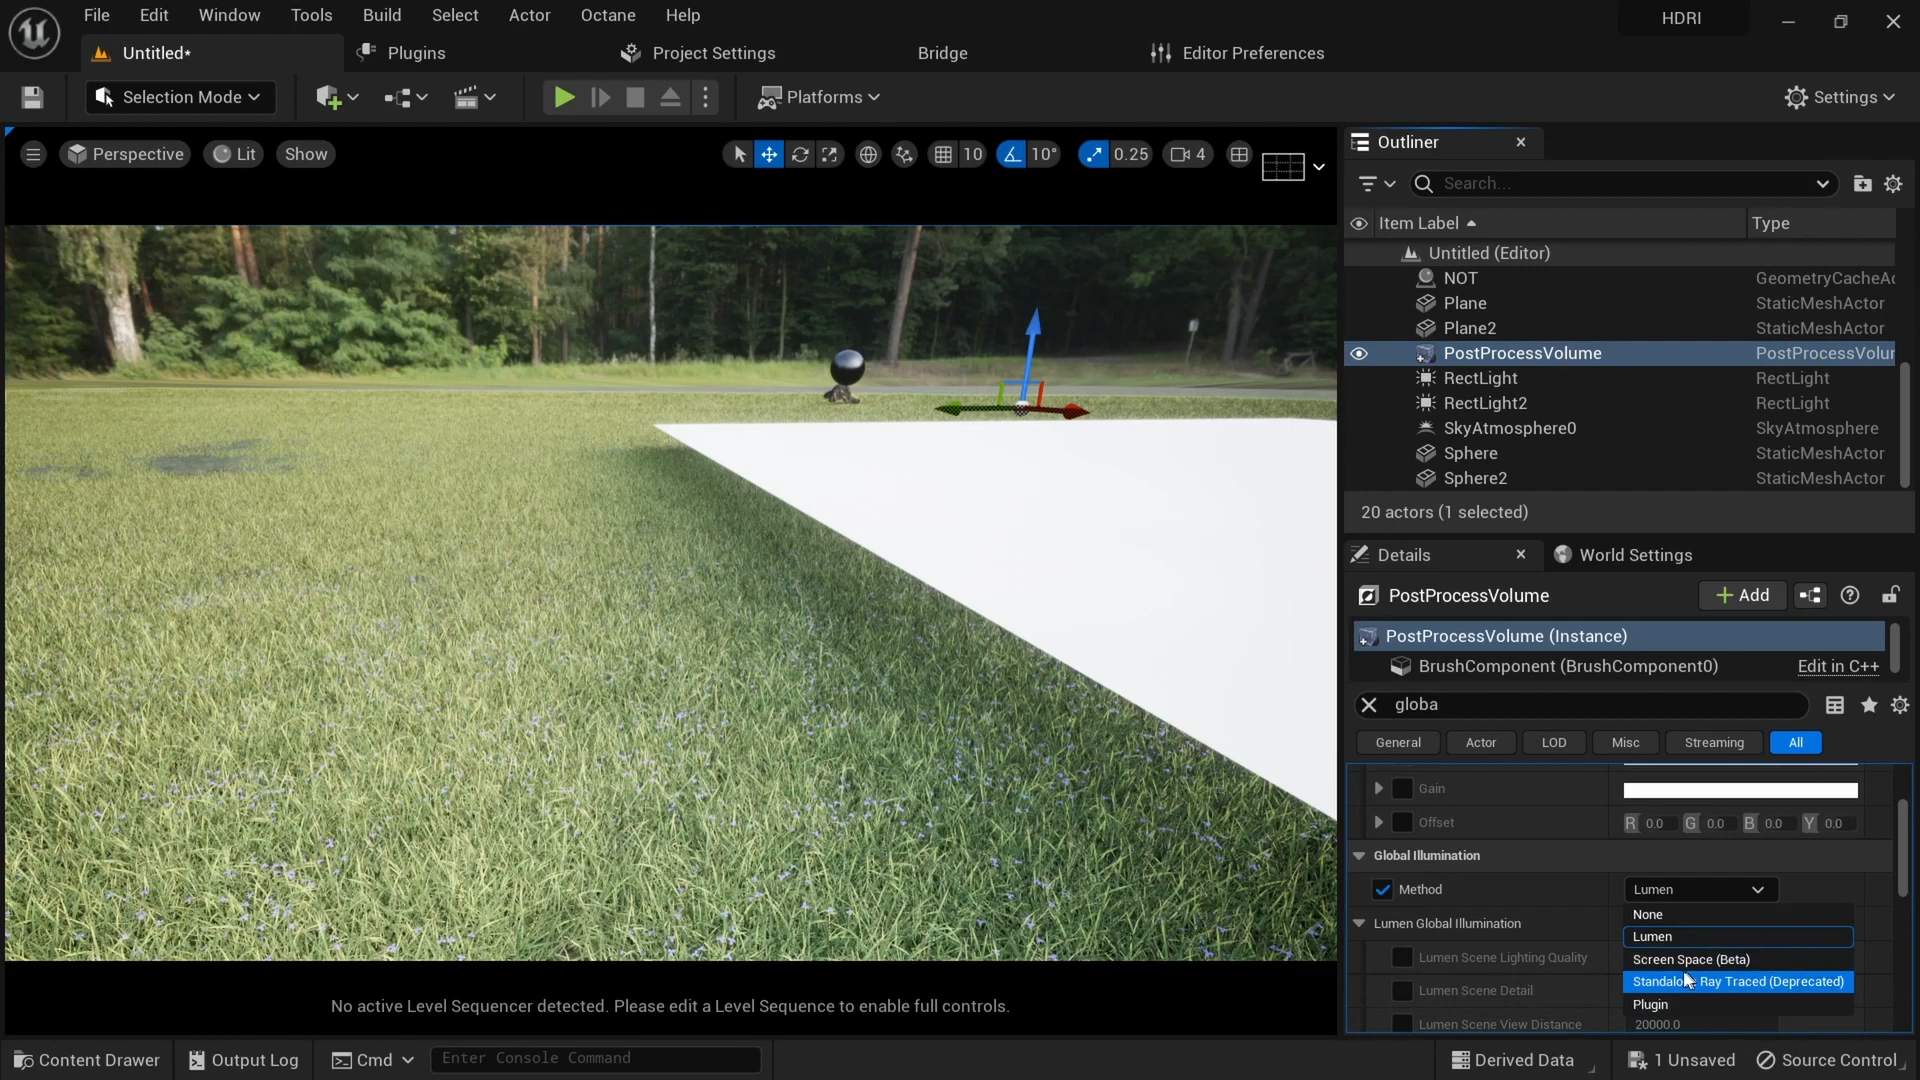 File Edit Window Tools Build Select Actor Octane Help
HDRI
Untitled* Plugins Project Settings Bridge Editor Preferences
Selection Mode Platforms Settings
Perspective Lit Show 10 10° 0.25 4
Outliner
Search...
Item Label Type
Untitled (Editor)
NOT GeometryCacheAc
Plane StaticMeshActor
Plane2 StaticMeshActor
PostProcessVolume PostProcessVolur
RectLight RectLight
RectLight2 RectLight
SkyAtmosphere0 SkyAtmosphere
Sphere StaticMeshActor
Sphere2 StaticMeshActor
20 actors (1 selected)
Details World Settings
PostProcessVolume Add
PostProcessVolume (Instance)
BrushComponent (BrushComponent0) Edit in C++
globa
General Actor LOD Misc Streaming All
Gain
Offset R 0.0 G 0.0 B 0.0 Y 0.0
Global Illumination
Method Lumen
None
Lumen Global Illumination
Lumen
Lumen Scene Lighting Quality Screen Space (Beta)
Ray Traced (Deprecated)
Lumen Scene Detail
Plugin
Lumen Scene View Distance 20000.0
No active Level Sequencer detected. Please edit a Level Sequence to enable full controls.
Content Drawer Output Log Cmd Enter Console Command Derived Data 1 Unsaved Source Control